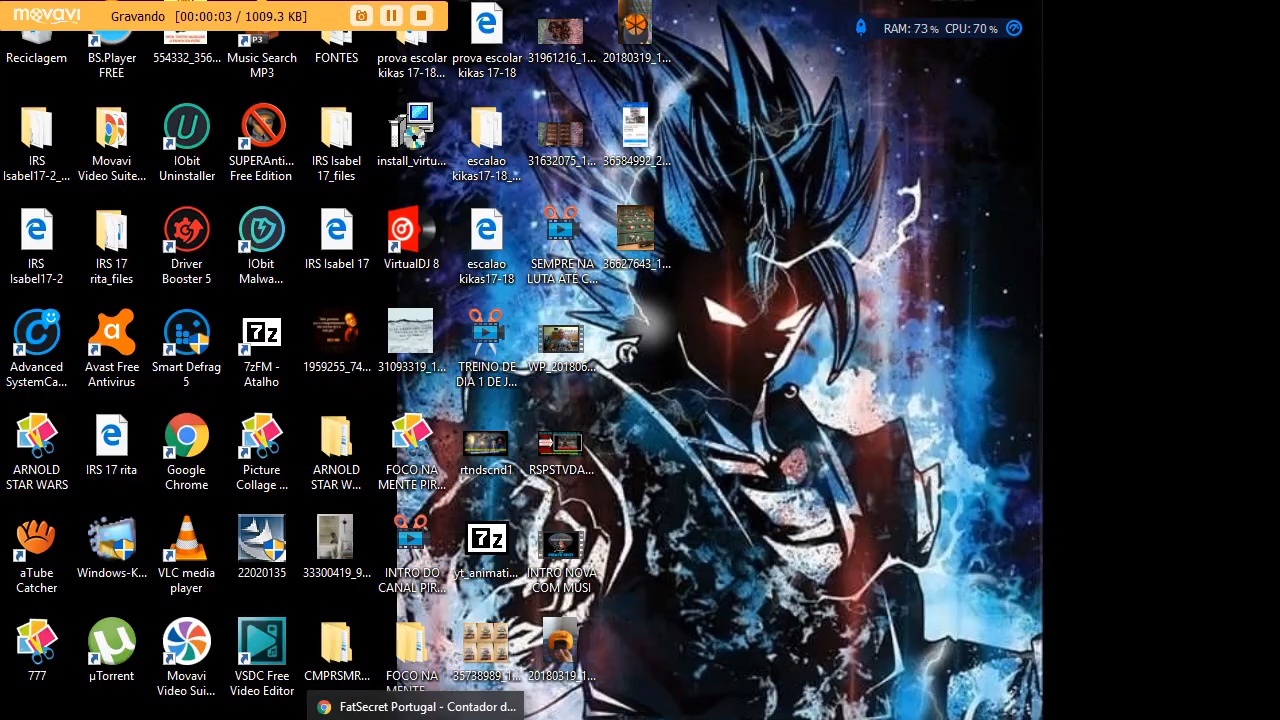 movavi
Gravando [00:00:03 / 1009.3 KB]
RAM: 73 % CPU: 70 %
Reciclagem
BS.Player
FREE
554332_356...
Music Search
MP3
FONTES
prova escolar
kikas 17-18...
prova escolar
kikas 17-18
31961216_1...
20180319_1...
IRS
Isabel17-2_...
Movavi
Video Suite...
IObit
Uninstaller
SUPERAnti...
Free Edition
IRS Isabel
17_files
install_virtu...
escalao
kikas17-18_...
31632075_1...
36584992_2...
IRS
Isabel17-2
IRS 17
rita_files
Driver
Booster 5
IObit
Malwa...
IRS Isabel 17
VirtualDJ 8
escalao
kikas17-18
SEMPRE NA
LUTA ATÉ C...
36627643_1...
Advanced
SystemCa...
Avast Free
Antivirus
Smart Defrag
5
7zFM -
Atalho
1959255_74...
31093319_1...
TREINO DE
DIA 1 DE J...
WP_201806...
ARNOLD
STAR WARS
IRS 17 rita
Google
Chrome
Picture
Collage ...
ARNOLD
STAR W...
FOCO NA
MENTE PIR...
rtndscnd1
RSPSTVDA...
aTube
Catcher
Windows-K...
VLC media
player
22020135
33300419_9...
INTRO DO
CANAL PIR...
yt_animati...
INTRO NOVA
COM MUSI
777
µTorrent
Movavi
Video Sui...
VSDC Free
Video Editor
CMPRSMR...
FOCO NA
MENTE
35738989_1...
20180319_1...
FatSecret Portugal - Contador d...